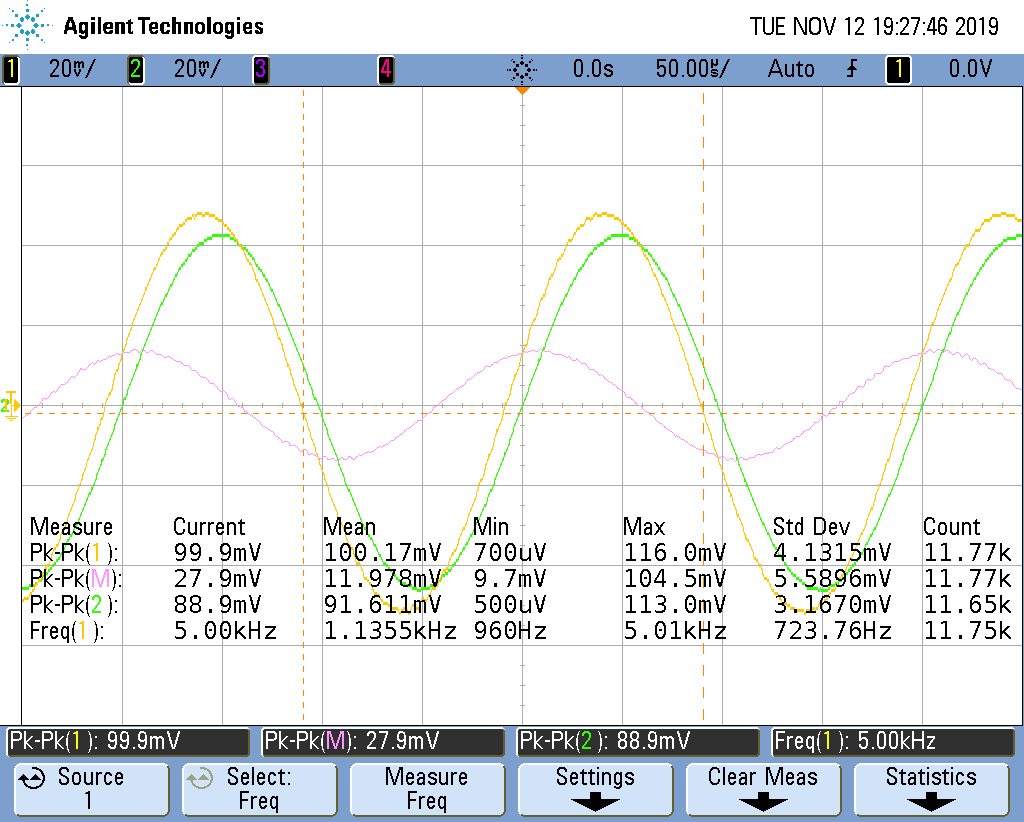 Agilent Technologies TUE NOV 12 19:27:46 2019
1 20mV/ 2 20mV/ 3 4 0.0s 50.00us/ Auto 1 0.0V
2
Measure Current Mean Min Max Std Dev Count
Pk-Pk(1): 99.9mV 100.17mV 700uV 116.0mV 4.1315mV 11.77k
Pk-Pk(M): 27.9mV 11.978mV 9.7mV 104.5mV 5.5896mV 11.77k
Pk-Pk(2): 88.9mV 91.611mV 500uV 113.0mV 3.1670mV 11.65k
Freq(1): 5.00kHz 1.1355kHz 960Hz 5.01kHz 723.76Hz 11.75k
Pk-Pk(1): 99.9mV Pk-Pk(M): 27.9mV Pk-Pk(2): 88.9mV Freq(1): 5.00kHz
Source Select: Measure Settings Clear Meas Statistics
1 Freq Freq